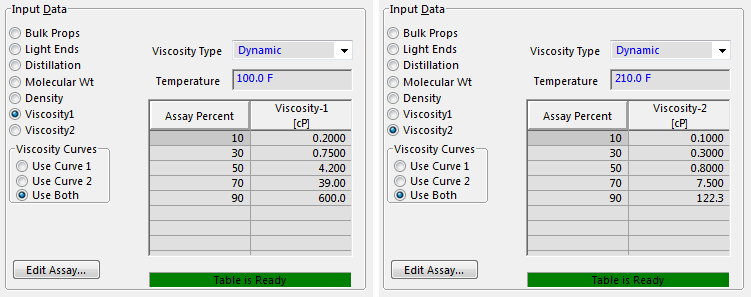 Input Data
Bulk Props
Light Ends
Distillation
Molecular Wt
Density
Viscosity1
Viscosity2
Viscosity Curves
Use Curve 1
Use Curve 2
Use Both
Edit Assay...
Viscosity Type Dynamic
Temperature 100.0 F
Assay Percent Viscosity-1
[cP]
10 0.2000
30 0.7500
50 4.200
70 39.00
90 600.0
Table is Ready
Input Data
Bulk Props
Light Ends
Distillation
Molecular Wt
Density
Viscosity1
Viscosity2
Viscosity Curves
Use Curve 1
Use Curve 2
Use Both
Edit Assay...
Viscosity Type Dynamic
Temperature 210.0 F
Assay Percent Viscosity-2
[cP]
10 0.1000
30 0.3000
50 0.8000
70 7.500
90 122.3
Table is Ready